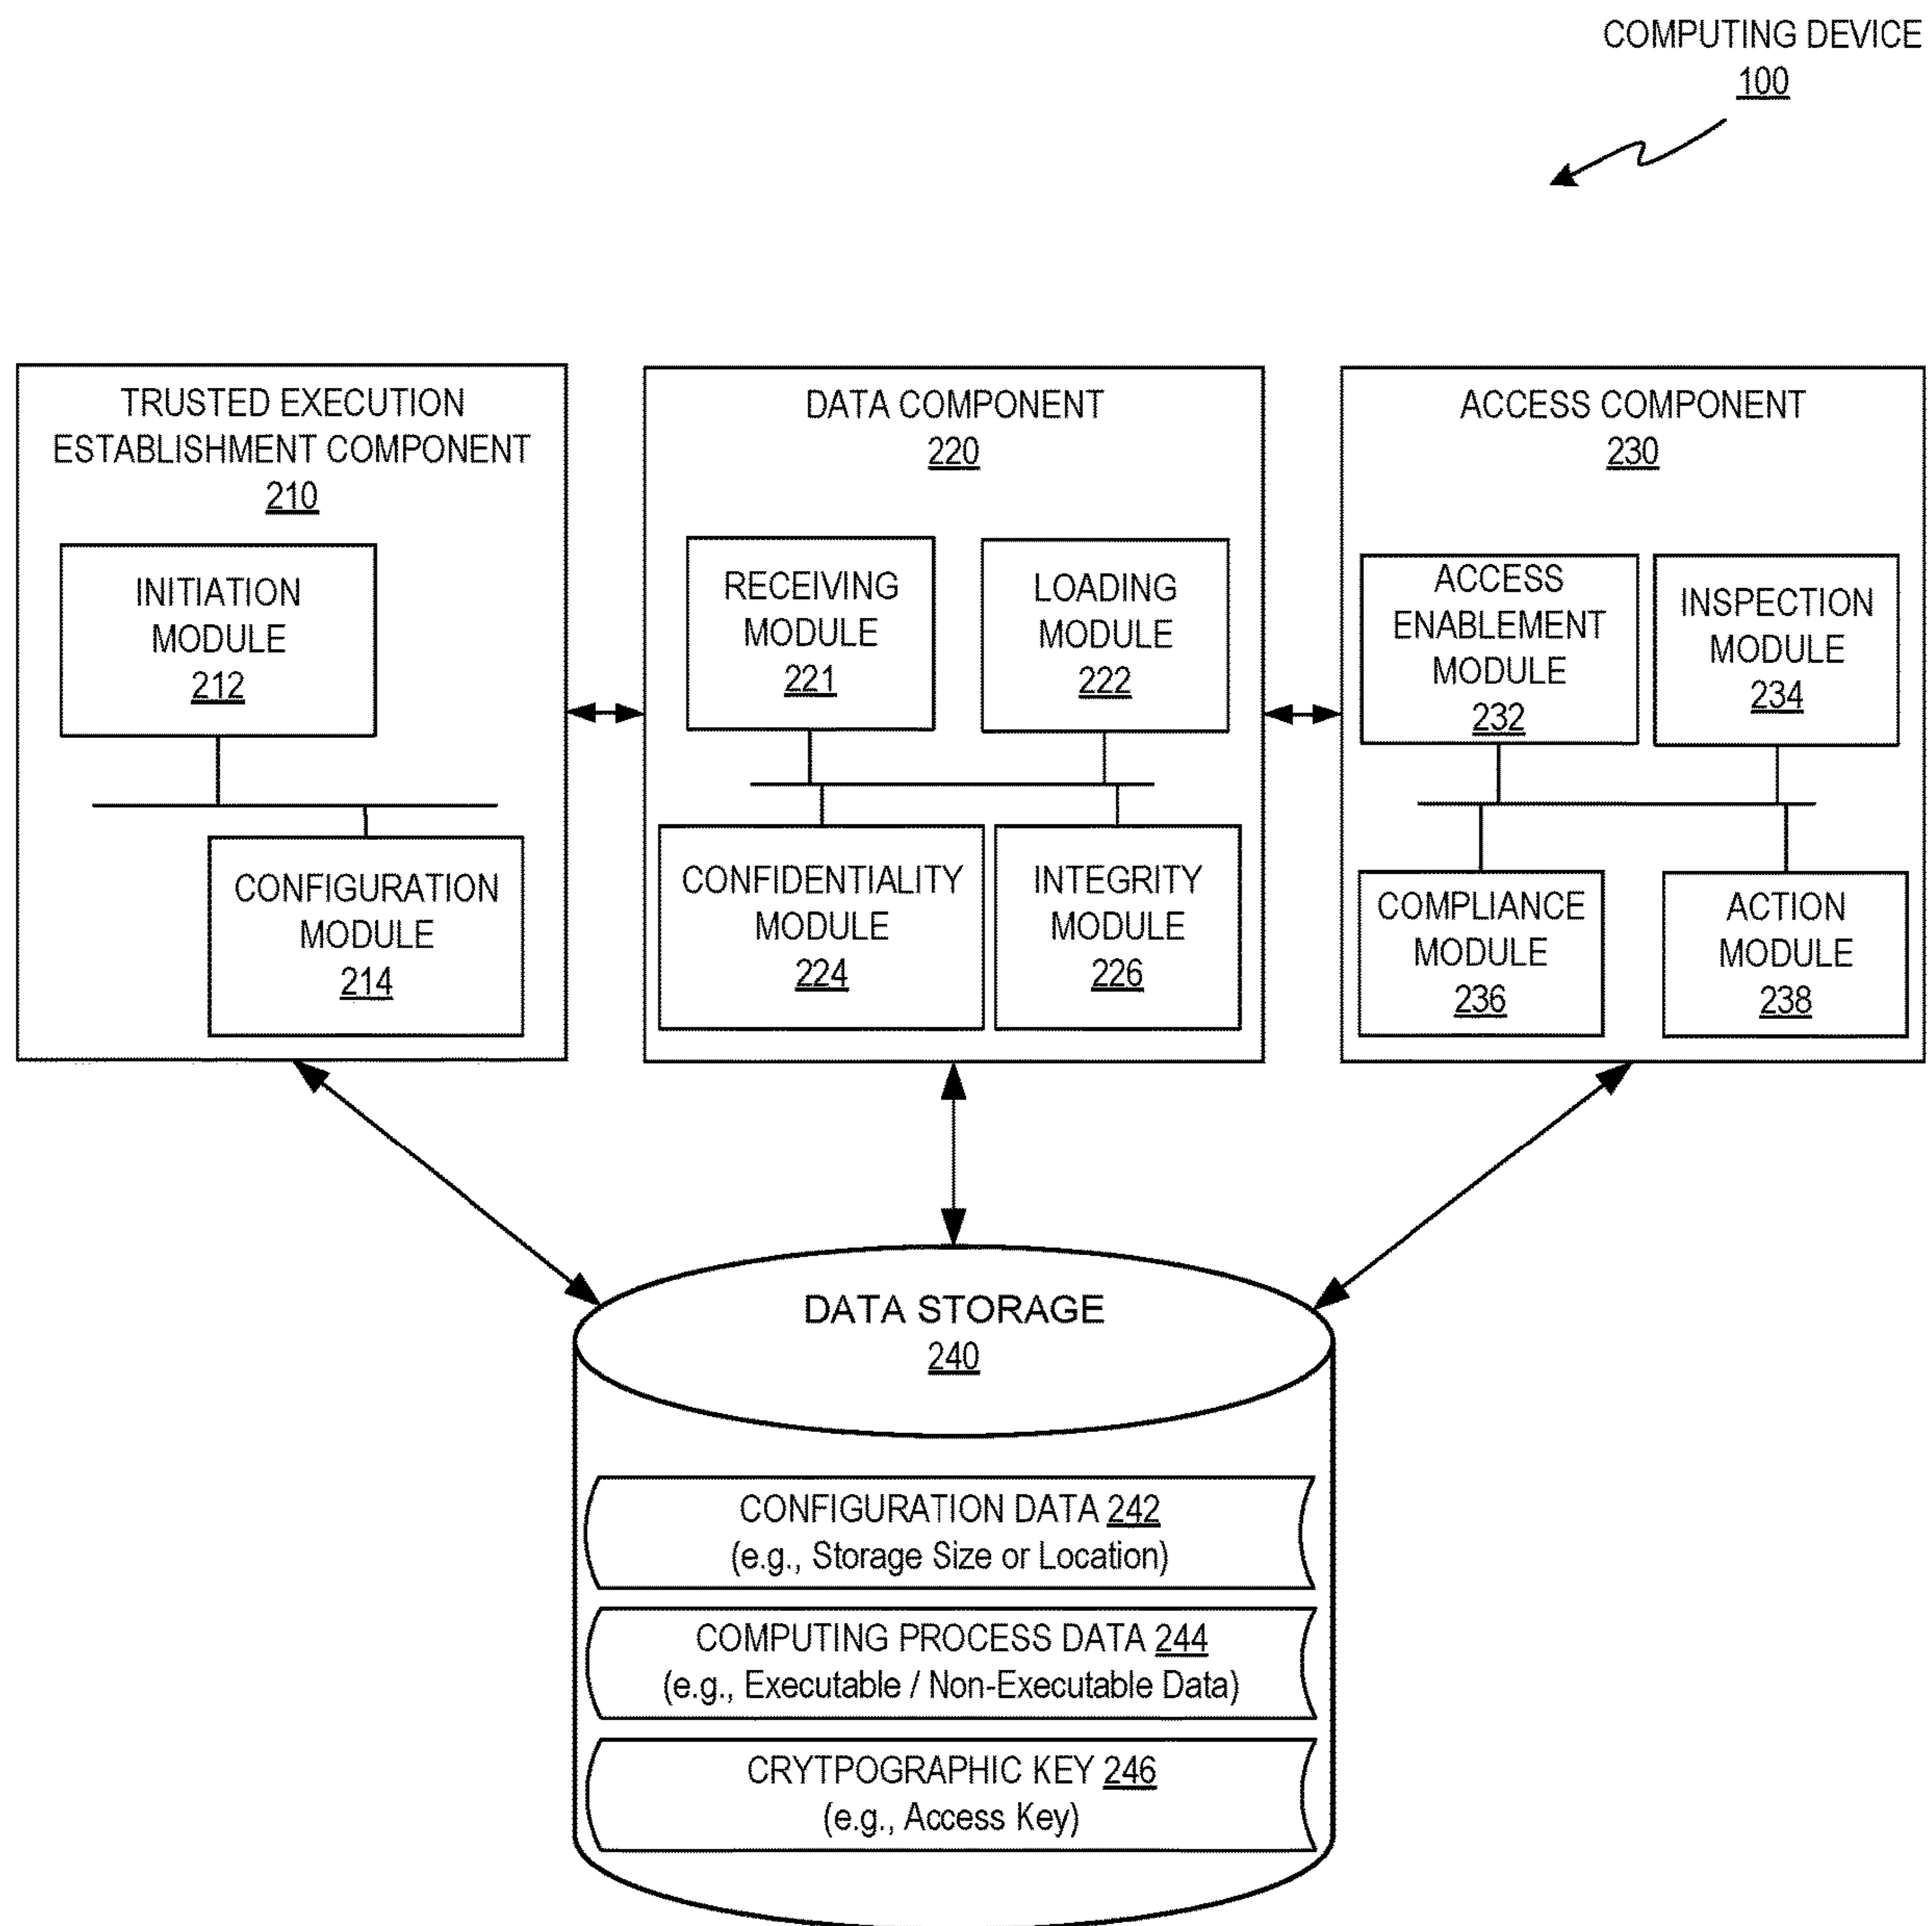 COMPUTING DEVICE
100
TRUSTED EXECUTION
ESTABLISHMENT COMPONENT
210
INITIATION
MODULE
212
CONFIGURATION
MODULE
214
DATA COMPONENT
220
RECEIVING
MODULE
221
LOADING
MODULE
222
CONFIDENTIALITY
MODULE
224
INTEGRITY
MODULE
226
ACCESS COMPONENT
230
ACCESS
ENABLEMENT
MODULE
232
INSPECTION
MODULE
234
COMPLIANCE
MODULE
236
ACTION
MODULE
238
DATA STORAGE
240
CONFIGURATION DATA 242
(e.g., Storage Size or Location)
COMPUTING PROCESS DATA 244
(e.g., Executable / Non-Executable Data)
CRYTPOGRAPHIC KEY 246
(e.g., Access Key)